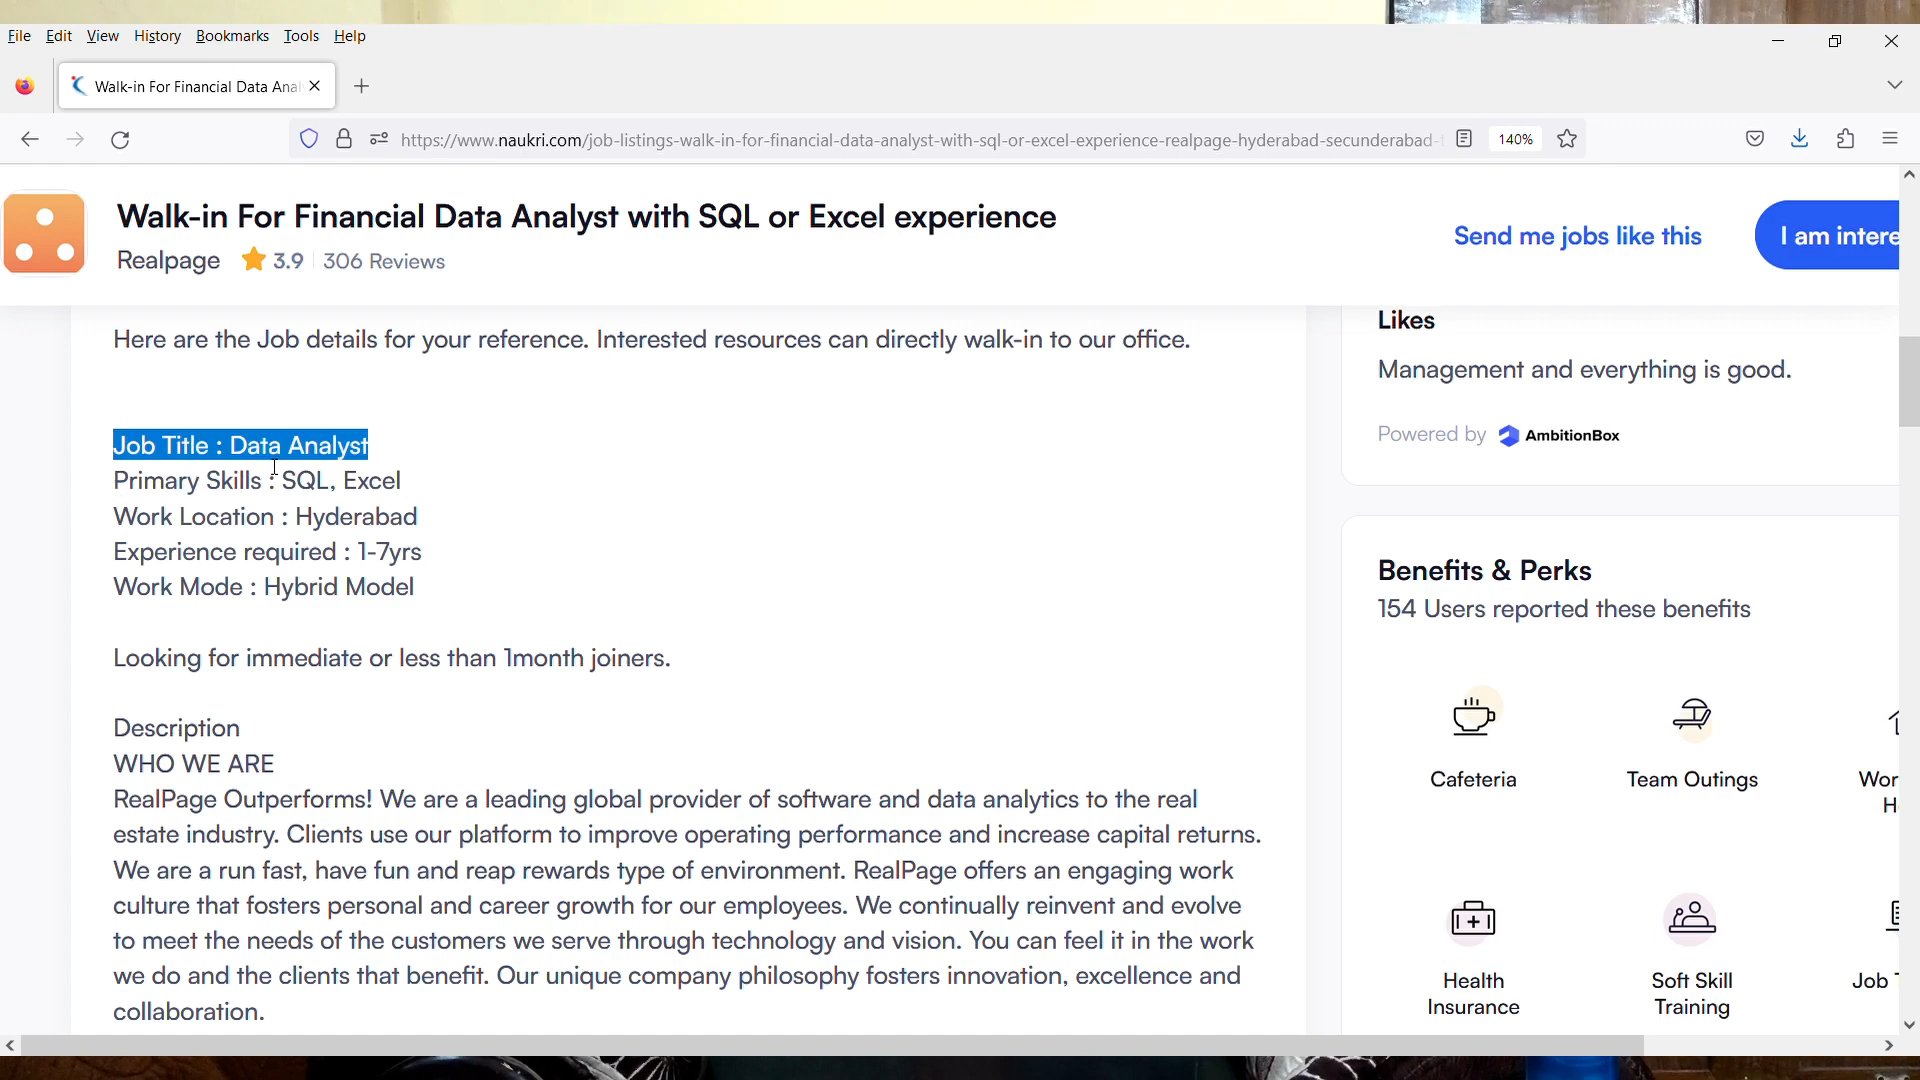 File Edit View History Bookmarks Tools Help
Walk-in For Financial Data Anal
https://www.naukri.com/job-listings-walk-in-for-financial-data-analyst-with-sql-or-excel-experience-realpage-hyderabad-secunderabad-
140%
Walk-in For Financial Data Analyst with SQL or Excel experience
Realpage 3.9 306 Reviews
Send me jobs like this
I am intere
Here are the Job details for your reference. Interested resources can directly walk-in to our office.
Job Title : Data Analyst
Primary Skills : SQL, Excel
Work Location : Hyderabad
Experience required : 1-7yrs
Work Mode : Hybrid Model
Looking for immediate or less than 1month joiners.
Description
WHO WE ARE
RealPage Outperforms! We are a leading global provider of software and data analytics to the real
estate industry. Clients use our platform to improve operating performance and increase capital returns.
We are a run fast, have fun and reap rewards type of environment. RealPage offers an engaging work
culture that fosters personal and career growth for our employees. We continually reinvent and evolve
to meet the needs of the customers we serve through technology and vision. You can feel it in the work
we do and the clients that benefit. Our unique company philosophy fosters innovation, excellence and
collaboration.
Likes
Management and everything is good.
Powered by AmbitionBox
Benefits & Perks
154 Users reported these benefits
Cafeteria
Team Outings
Wor
H
Health
Insurance
Soft Skill
Training
Job